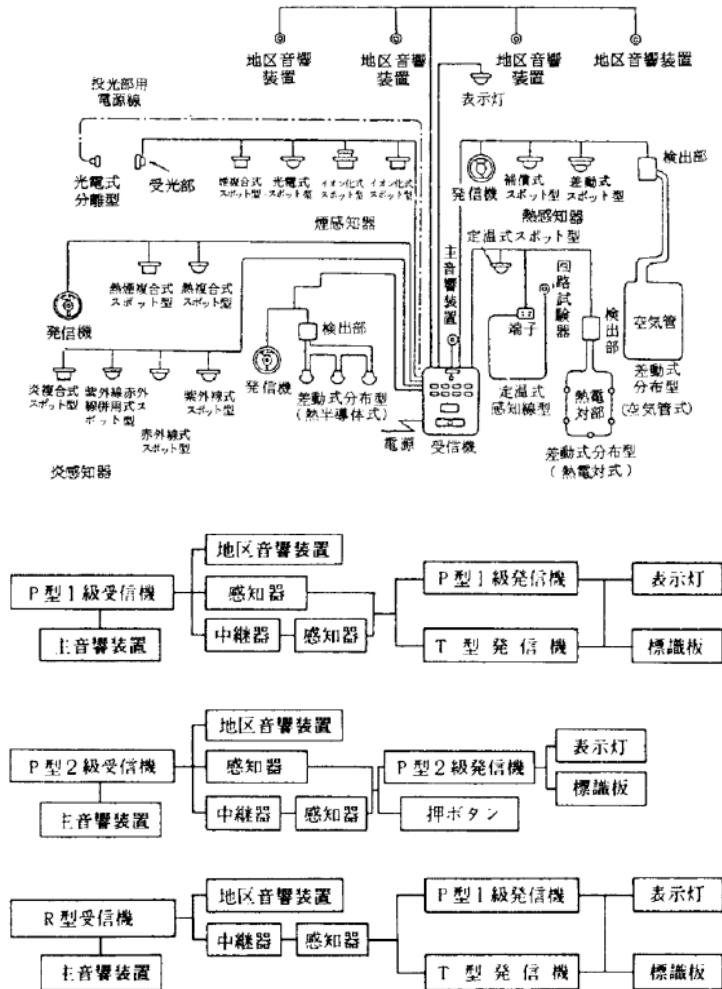 地区音響
装置
地区音響
装置
地区音響
装置
地区音響装置
表示灯
投光部用
電源線
光電式
分離型
受光部
煙複合式
スポット型
光電式
スポット型
イオン化式
スポット型
イオン化式
スポット型
煙感知器
発信機
補償式
スポット型
差動式
スポット型
検出部
熱感知器
定温式スポット型
主音響装置
回路試験器
端子
検出部
空気管
熱煙複合式
スポット型
熱複合式
スポット型
発信機
発信機
検出部
差動式分布型
(熱半導体式)
定温式
感知線型
熱電
対部
差動式
分布型
(空気管式)
炎複合式
スポット型
紫外線赤外
線併用式ス
ポット型
赤外線式
スポット型
紫外線式
スポット型
電源
受信機
差動式分布型
(熱電対式)
炎感知器
P型1級受信機
主音響装置
地区音響装置
感知器
中継器
感知器
P型1級発信機
T型発信機
表示灯
標識板
P型2級受信機
主音響装置
地区音響装置
感知器
中継器
感知器
P型2級発信機
押ボタン
表示灯
標識板
R型受信機
主音響装置
地区音響装置
中継器
感知器
P型1級発信機
T型発信機
表示灯
標識板